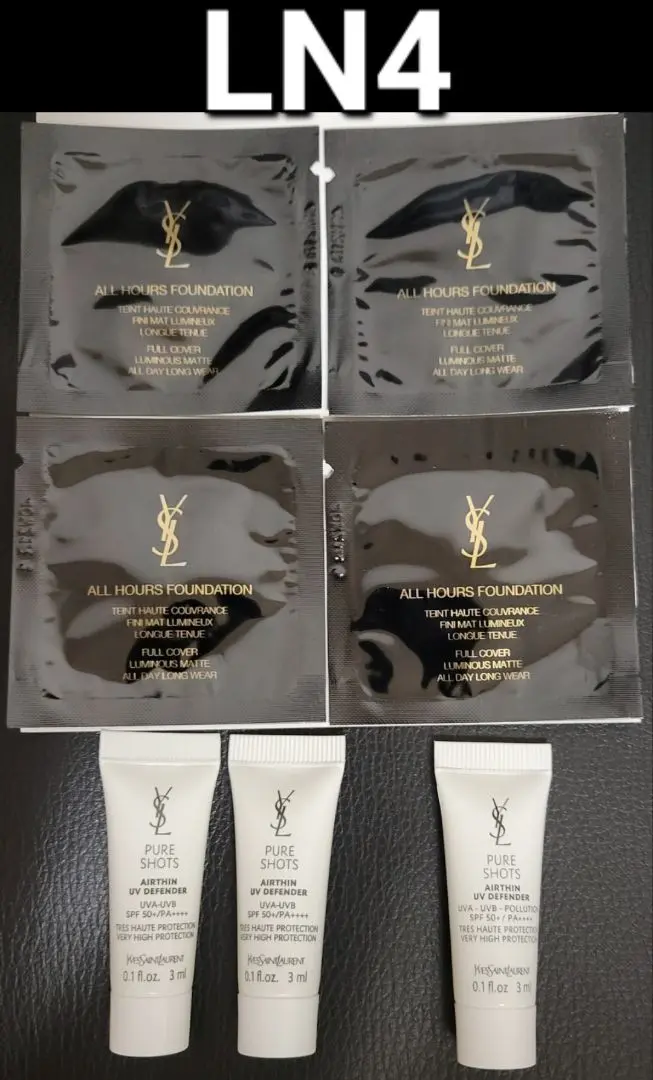 LN4
YSL
ALL HOURS FOUNDATION
TEINT HAUTE COUVRANCE
FINI MAT LUMINEUX
LONGUE TENUE
FULL COVER
LUMINOUS MATTE
ALL DAY LONG WEAR
YSL
ALL HOURS FOUNDATION
TEINT HAUTE COUVRANCE
FINI MAT LUMINEUX
LONGUE TENUE
FULL COVER
LUMINOUS MATTE
ALL DAY LONG WEAR
YSL
ALL HOURS FOUNDATION
TEINT HAUTE COUVRANCE
FINI MAT LUMINEUX
LONGUE TENUE
FULL COVER
LUMINOUS MATTE
ALL DAY LONG WEAR
YSL
ALL HOURS FOUNDATION
TEINT HAUTE COUVRANCE
FINI MAT LUMINEUX
LONGUE TENUE
FULL COVER
LUMINOUS MATTE
ALL DAY LONG WEAR
YSL
PURE
SHOTS
AIRTHIN
UV DEFENDER
UVA-UVB
SPF 50+/PA++++
TRÈS HAUTE PROTECTION
VERY HIGH PROTECTION
YVESSAINTLAURENT
0.1 fl.oz. 3 ml
YSL
PURE
SHOTS
AIRTHIN
UV DEFENDER
UVA-UVB
SPF 50+/PA++++
TRÈS HAUTE PROTECTION
VERY HIGH PROTECTION
YVESSAINTLAURENT
0.1 fl.oz. 3 ml
YSL
PURE
SHOTS
AIRTHIN
UV DEFENDER
UVA - UVB - POLLUTION
SPF 50+ / PA++++
TRÈS HAUTE PROTECTION
VERY HIGH PROTECTION
YVESSAINTLAURENT
0.1 fl.oz 3 ml